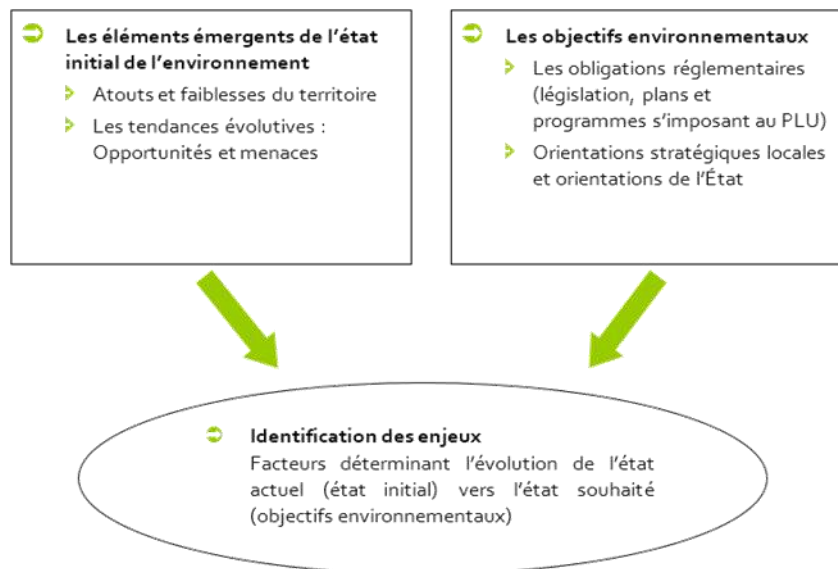 Les éléments émergents de l'état
initial de l'environnement
Atouts et faiblesses du territoire
Les tendances évolutives :
Opportunités et menaces
Les objectifs environnementaux
Les obligations réglementaires
(législation, plans et
programmes s'imposant au PLU)
Orientations stratégiques locales
et orientations de l'État
Identification des enjeux
Facteurs déterminant l'évolution de l'état
actuel (état initial) vers l'état souhaité
(objectifs environnementaux)